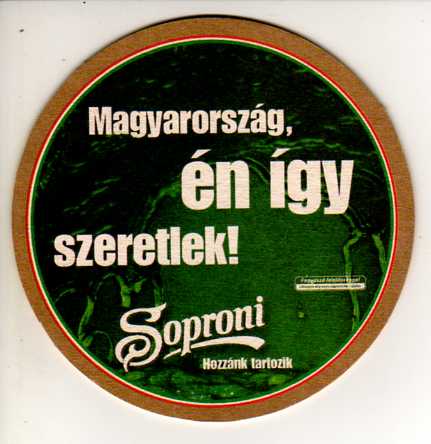 Magyarország,
én így
szeretlek!
Soproni
Hozzánk tartozik